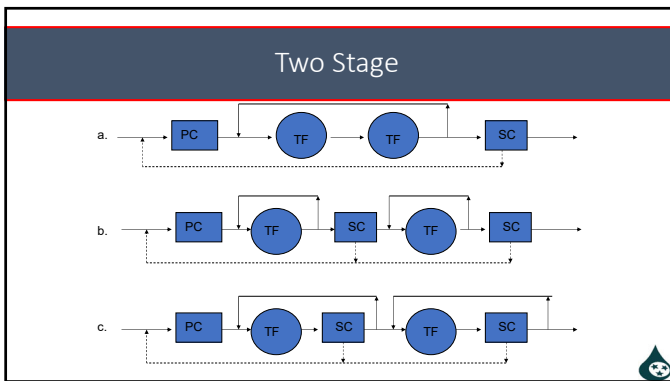 Two Stage
a. PC TF TF SC
b. PC TF SC TF SC
c. PC TF SC TF SC